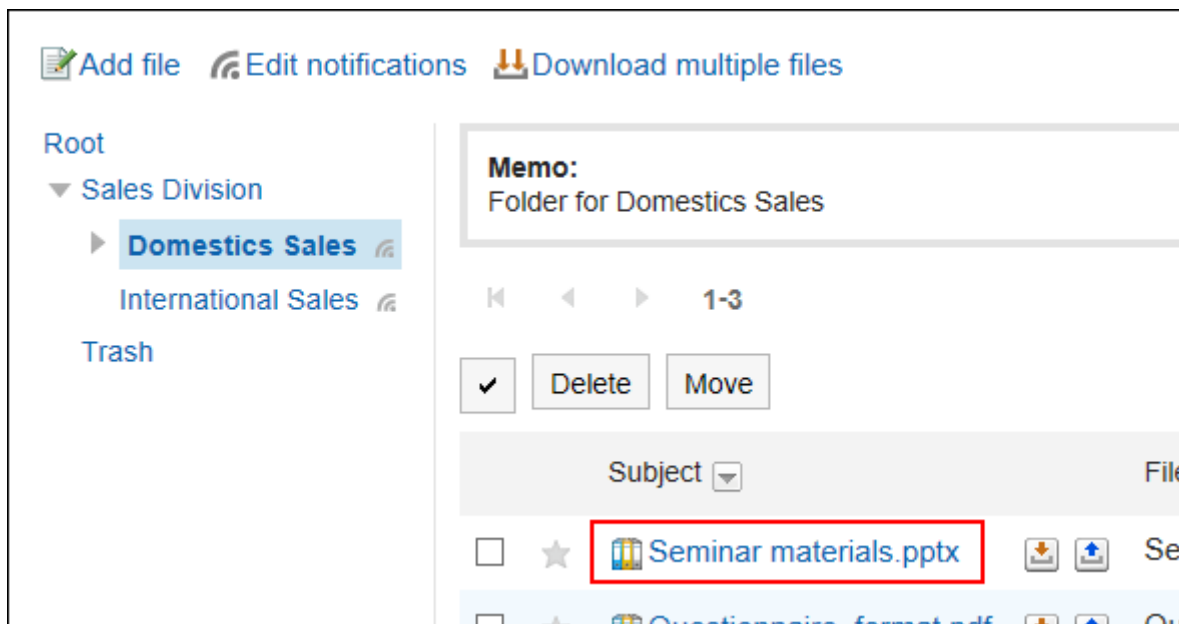 Add file Edit notifications Download multiple files
Root
Sales Division
Domestics Sales
International Sales
Trash
Memo:
Folder for Domestics Sales
1-3
Delete Move
Subject
Seminar materials.pptx